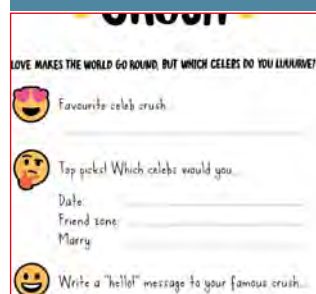 CRUSH
LOVE MAKES THE WORLD GO ROUND, BUT WHICH CELEBS DO YOU LUUURVE?
Favourite celeb crush...
Top picks! Which celebs would you...
Date
Friend zone
Marry
Write a "hello!" message to your famous crush...